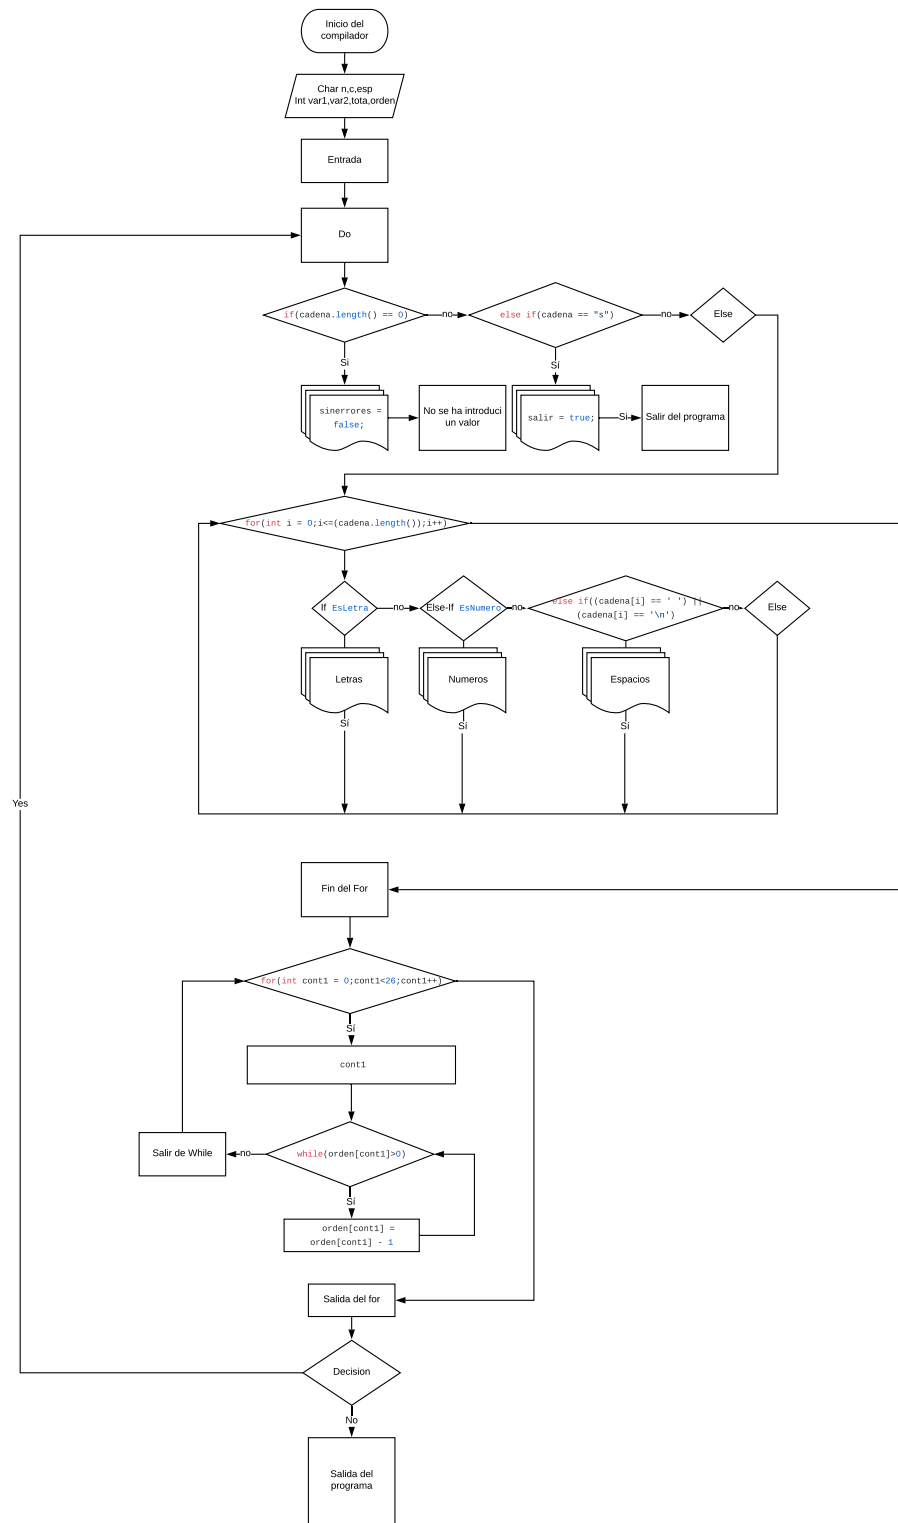 Inicio del
compilador
Char n,c,esp
Int var1,var2,tota,orden
Entrada
Do
if(cadena.length() == 0)
no
else if(cadena == "s")
no
Else
Si
Sí
sinerrores =
false;
No se ha introduci
un valor
salir = true;
Si
Salir del programa
for(int i = 0;i<=(cadena.length());i++)
If EsLetra
no
Else-If EsNumero
no
else if((cadena[i] == ' ') ||
(cadena[i] == '\n')
no
Else
Letras
Numeros
Espacios
Sí
Sí
Sí
Yes
Fin del For
for(int cont1 = 0;cont1<26;cont1++)
Sí
cont1
Salir de While
no
while(orden[cont1]>0)
Sí
orden[cont1] =
orden[cont1] - 1
Salida del for
Decision
No
Salida del
programa